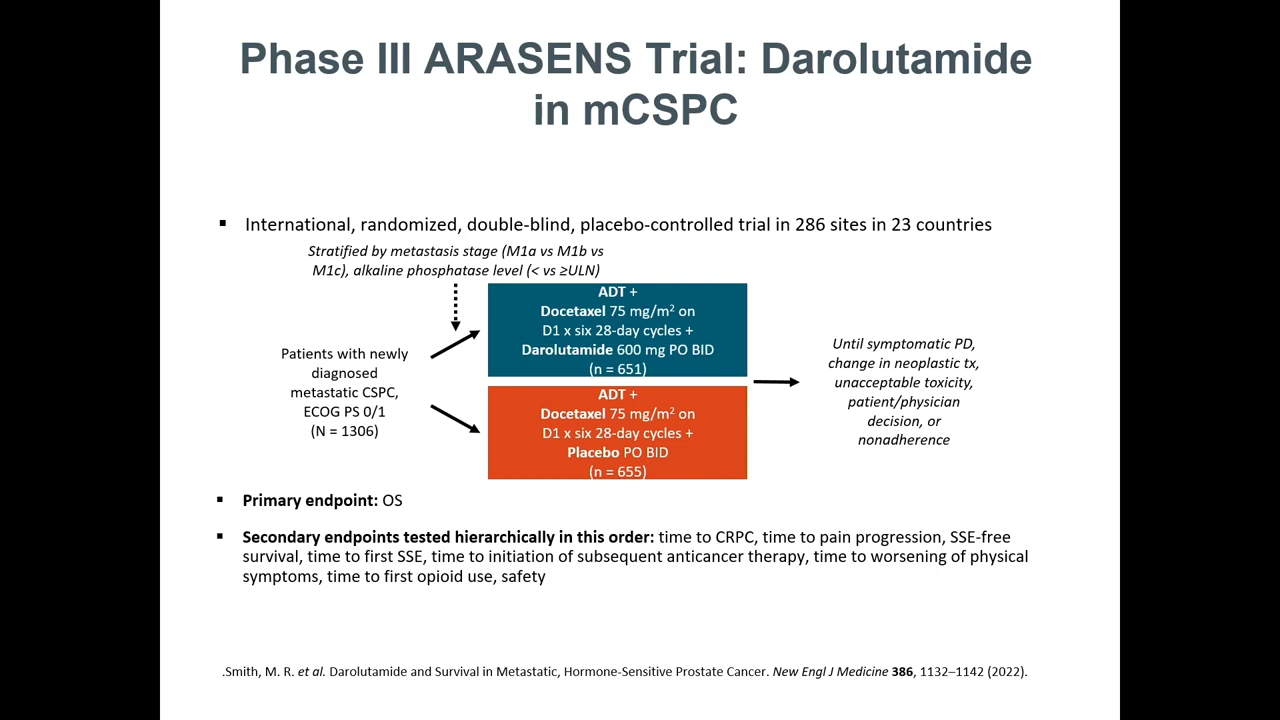 Phase III ARASENS Trial: Darolutamide
in mCSPC
▪ International, randomized, double-blind, placebo-controlled trial in 286 sites in 23 countries
Stratified by metastasis stage (M1a vs M1b vs
M1c), alkaline phosphatase level (< vs ≥ULN)
Patients with newly
diagnosed
metastatic CSPC,
ECOG PS 0/1
(N = 1306)
ADT +
Docetaxel 75 mg/m² on
D1 x six 28-day cycles +
Darolutamide 600 mg PO BID
(n = 651)
ADT +
Docetaxel 75 mg/m² on
D1 x six 28-day cycles +
Placebo PO BID
(n = 655)
Until symptomatic PD,
change in neoplastic tx,
unacceptable toxicity,
patient/physician
decision, or
nonadherence
▪ Primary endpoint: OS
▪ Secondary endpoints tested hierarchically in this order: time to CRPC, time to pain progression, SSE-free
survival, time to first SSE, time to initiation of subsequent anticancer therapy, time to worsening of physical
symptoms, time to first opioid use, safety
.Smith, M. R. et al. Darolutamide and Survival in Metastatic, Hormone-Sensitive Prostate Cancer. New Engl J Medicine 386, 1132–1142 (2022).